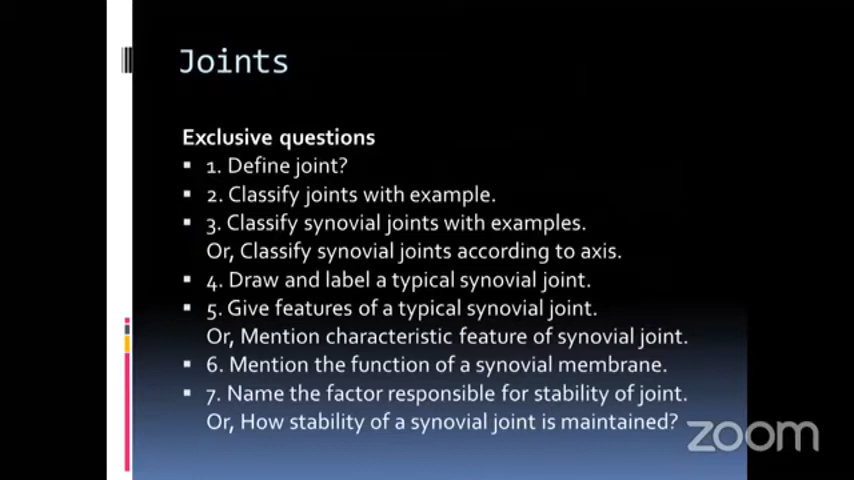 Joints
Exclusive questions
▪ 1. Define joint?
▪ 2. Classify joints with example.
▪ 3. Classify synovial joints with examples.
Or, Classify synovial joints according to axis.
▪ 4. Draw and label a typical synovial joint.
▪ 5. Give features of a typical synovial joint.
Or, Mention characteristic feature of synovial joint.
▪ 6. Mention the function of a synovial membrane.
▪ 7. Name the factor responsible for stability of joint.
Or, How stability of a synovial joint is maintained?
zoom